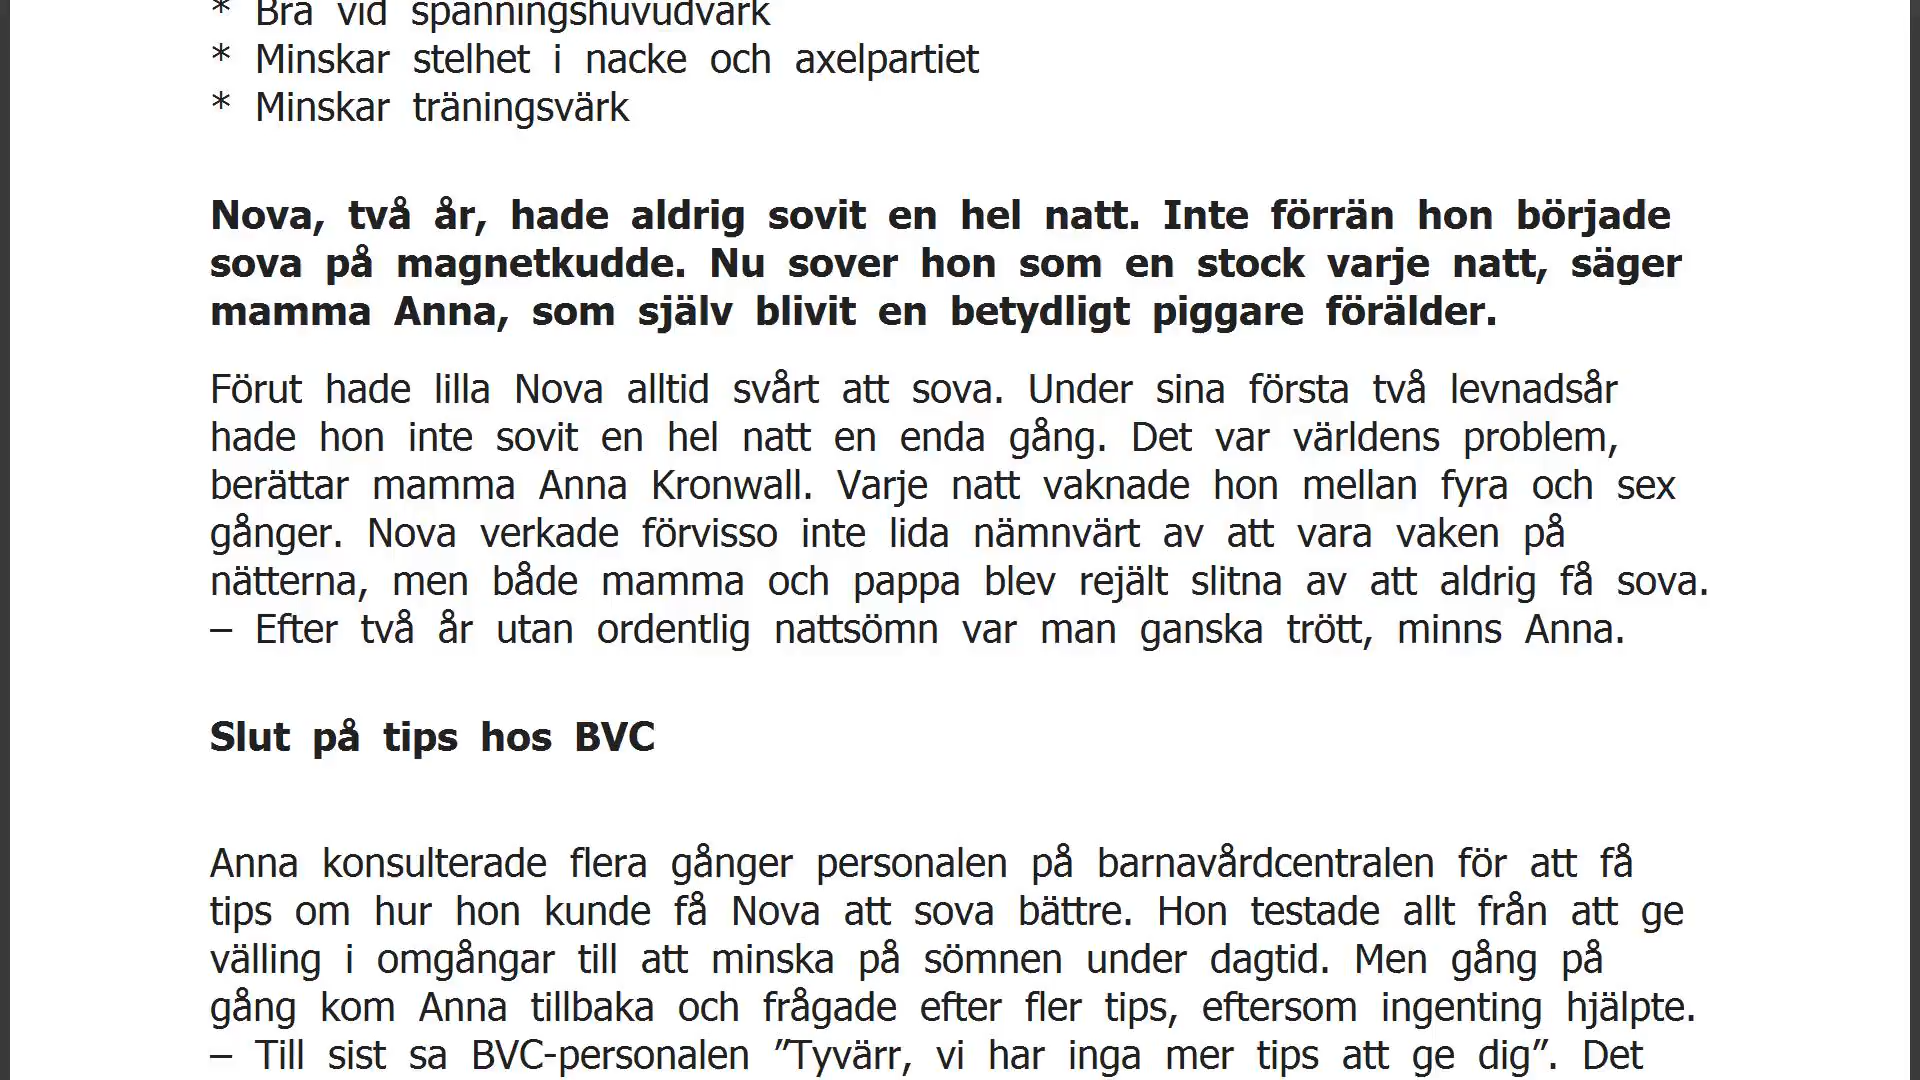 * Bra vid spänningshuvudvärk
* Minskar stelhet i nacke och axelpartiet
* Minskar träningsvärk
Nova, två år, hade aldrig sovit en hel natt. Inte förrän hon började
sova på magnetkudde. Nu sover hon som en stock varje natt, säger
mamma Anna, som själv blivit en betydligt piggare förälder.
Förut hade lilla Nova alltid svårt att sova. Under sina första två levnadsår
hade hon inte sovit en hel natt en enda gång. Det var världens problem,
berättar mamma Anna Kronwall. Varje natt vaknade hon mellan fyra och sex
gånger. Nova verkade förvisso inte lida nämnvärt av att vara vaken på
nätterna, men både mamma och pappa blev rejält slitna av att aldrig få sova.
– Efter två år utan ordentlig nattsömn var man ganska trött, minns Anna.
Slut på tips hos BVC
Anna konsulterade flera gånger personalen på barnavårdcentralen för att få
tips om hur hon kunde få Nova att sova bättre. Hon testade allt från att ge
välling i omgångar till att minska på sömnen under dagtid. Men gång på
gång kom Anna tillbaka och frågade efter fler tips, eftersom ingenting hjälpte.
– Till sist sa BVC-personalen ”Tyvärr, vi har inga mer tips att ge dig”. Det